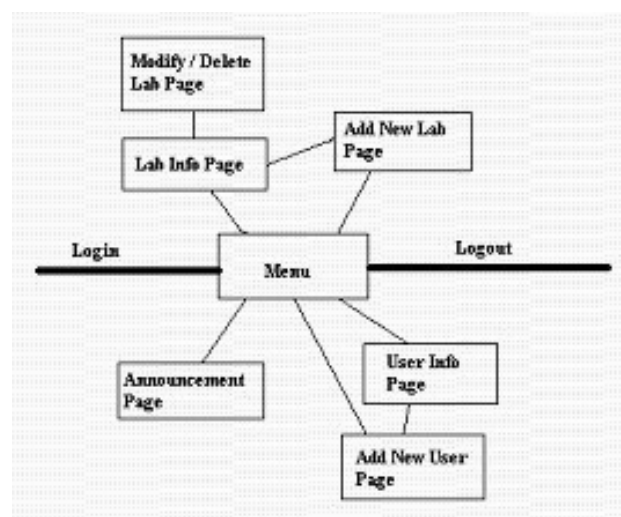 Modify / Delete
Lab Page
Add New Lab
Page
Lab Info Page
Login
Logout
Menu
User Info
Page
Announcement
Page
Add New User
Page